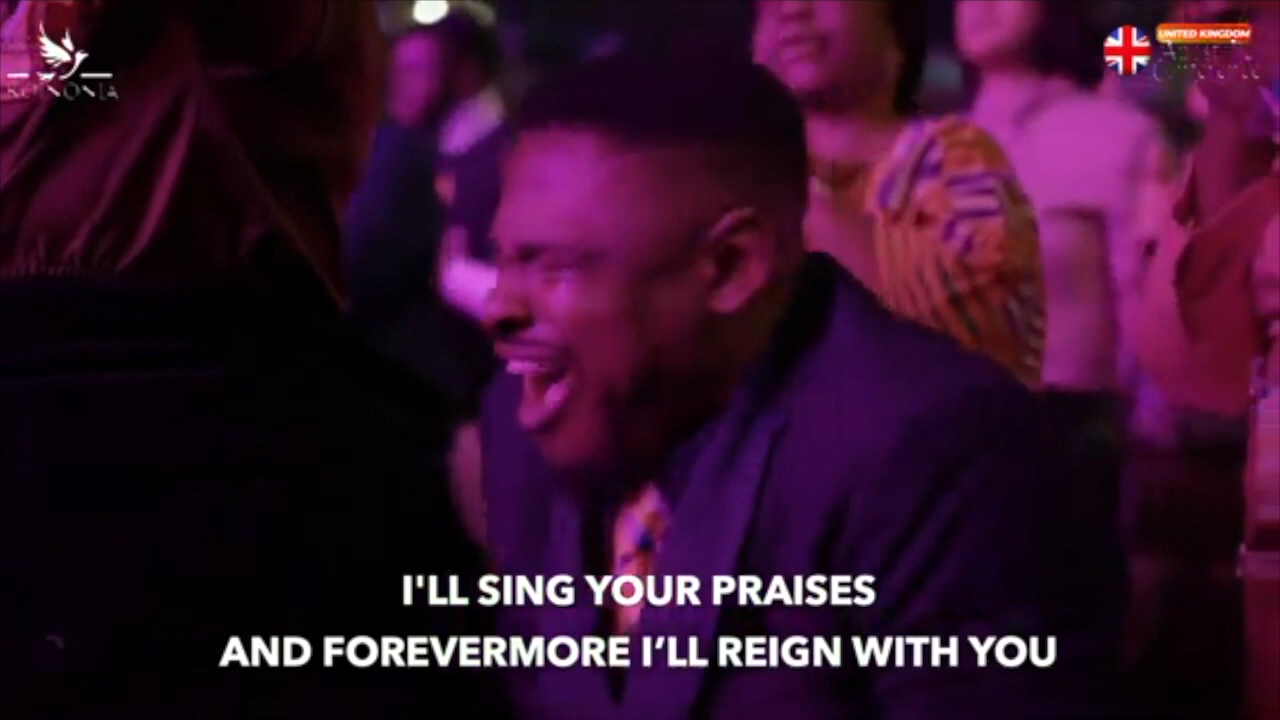 KOINONIA
UNITED KINGDOM
I'LL SING YOUR PRAISES
AND FOREVERMORE I’LL REIGN WITH YOU